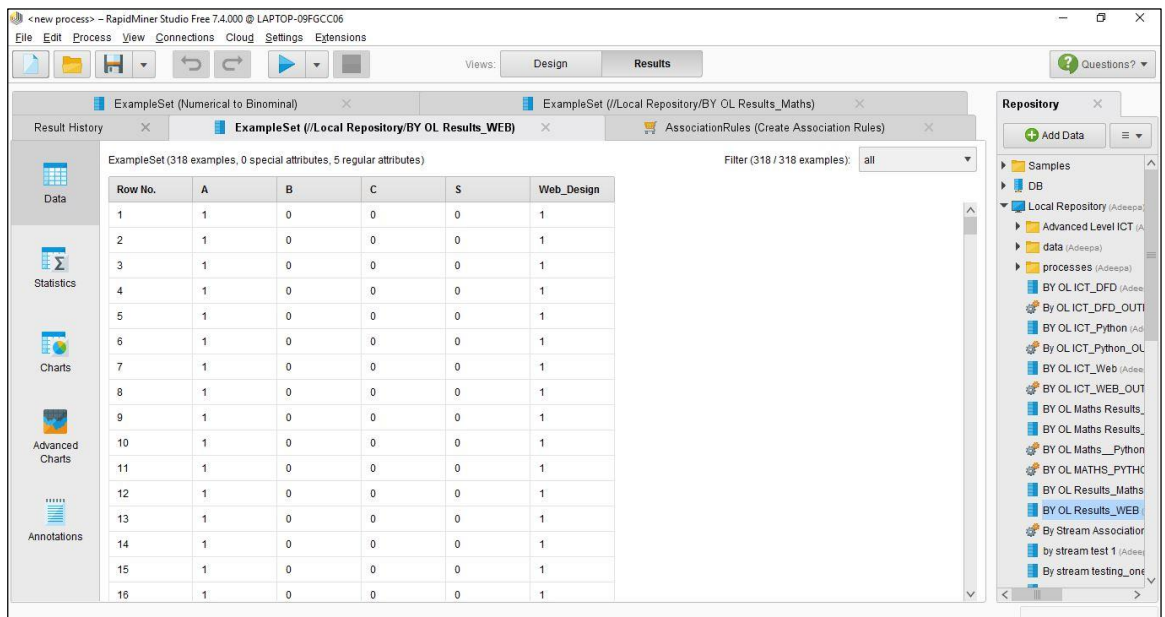 <new process> – RapidMiner Studio Free 7.4.000 @ LAPTOP-09FGCC06
File Edit Process View Connections Cloud Settings Extensions
Views: Design Results Questions?
ExampleSet (Numerical to Binominal) ExampleSet (//Local Repository/BY OL Results_Maths)
Result History ExampleSet (//Local Repository/BY OL Results_WEB) AssociationRules (Create Association Rules)
ExampleSet (318 examples, 0 special attributes, 5 regular attributes) Filter (318 / 318 examples): all
Row No. A B C S Web_Design
1 1 0 0 0 1
2 1 0 0 0 1
3 1 0 0 0 1
4 1 0 0 0 1
5 1 0 0 0 1
6 1 0 0 0 1
7 1 0 0 0 1
8 1 0 0 0 1
9 1 0 0 0 1
10 1 0 0 0 1
11 1 0 0 0 1
12 1 0 0 0 1
13 1 0 0 0 1
14 1 0 0 0 1
15 1 0 0 0 1
16 1 0 0 0 1
Data
Statistics
Charts
Advanced
Charts
Annotations
Repository
Add Data
Samples
DB
Local Repository (Adeepa)
Advanced Level ICT (A
data (Adeepa)
processes (Adeepa)
BY OL ICT_DFD (Adee
By OL ICT_DFD_OUT
BY OL ICT_Python (Ad
By OL ICT_Python_OU
BY OL ICT_Web (Adee
BY OL ICT_WEB_OUT
BY OL Maths Results_
BY OL Maths Results_
BY OL Maths__Python
BY OL MATHS_PYTHO
BY OL Results_Maths
BY OL Results_WEB (
By Stream Association
by stream test 1 (Adee
By stream testing_one